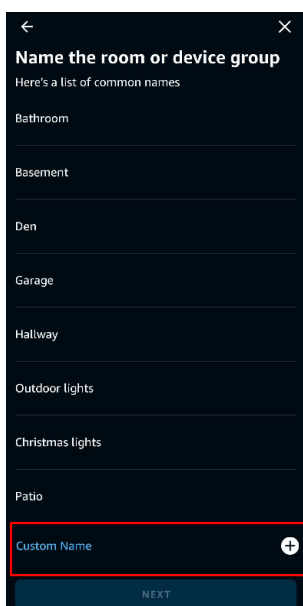 Name the room or device group
Here's a list of common names
Bathroom
Basement
Den
Garage
Hallway
Outdoor lights
Christmas lights
Patio
Custom Name
NEXT